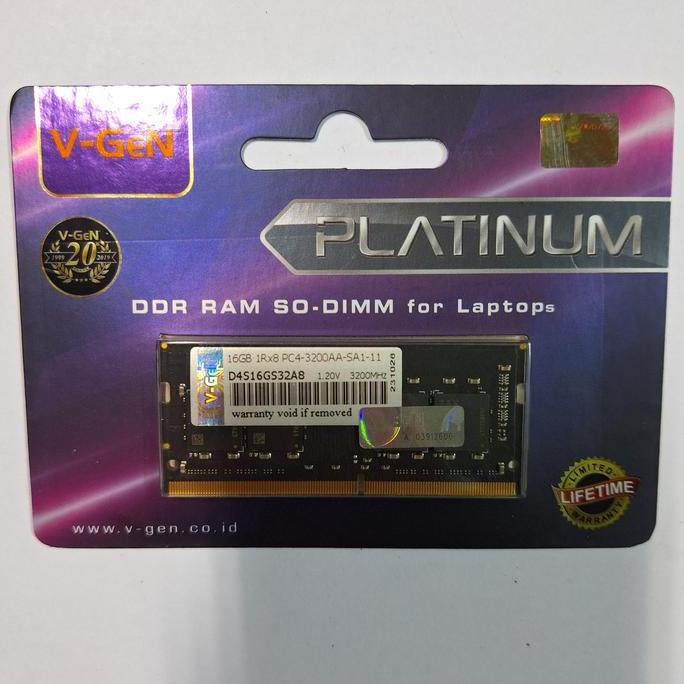 V-GeN
PLATINUM
V-GeN
1999 20 2019
DDR RAM SO-DIMM for Laptops
V-GeN
16GB 1Rx8 PC4-3200AA-SA1-11
D4S16GS32A8 1.20V 3200MHz
231026
warranty void if removed
A 03912606
LIMITED
LIFETIME
WARRANTY
www.v-gen.co.id